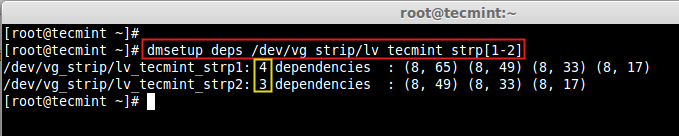 root@tecmint:~
[root@tecmint ~]#
[root@tecmint ~]# dmsetup deps /dev/vg_strip/lv_tecmint_strp[1-2]
/dev/vg_strip/lv_tecmint_strp1: 4 dependencies  : (8, 65) (8, 49) (8, 33) (8, 17)
/dev/vg_strip/lv_tecmint_strp2: 3 dependencies  : (8, 49) (8, 33) (8, 17)
[root@tecmint ~]#